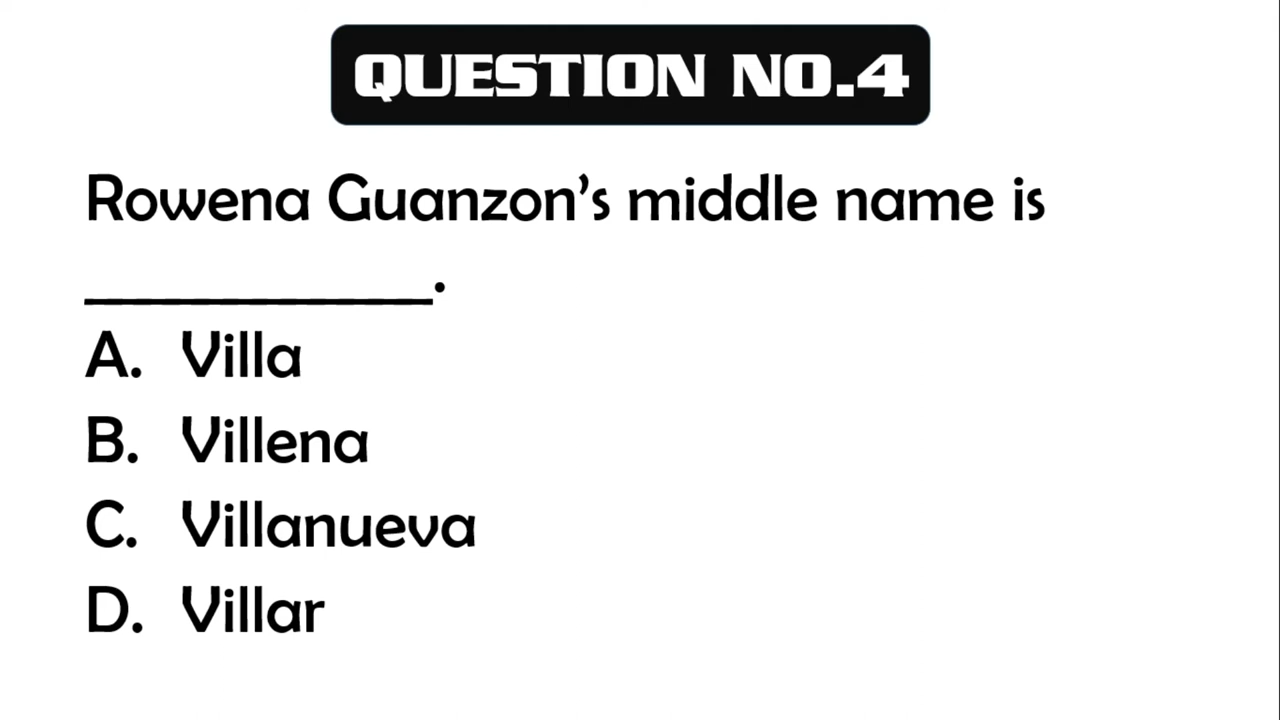 QUESTION NO.4
Rowena Guanzon’s middle name is
____________.
A. Villa
B. Villena
C. Villanueva
D. Villar